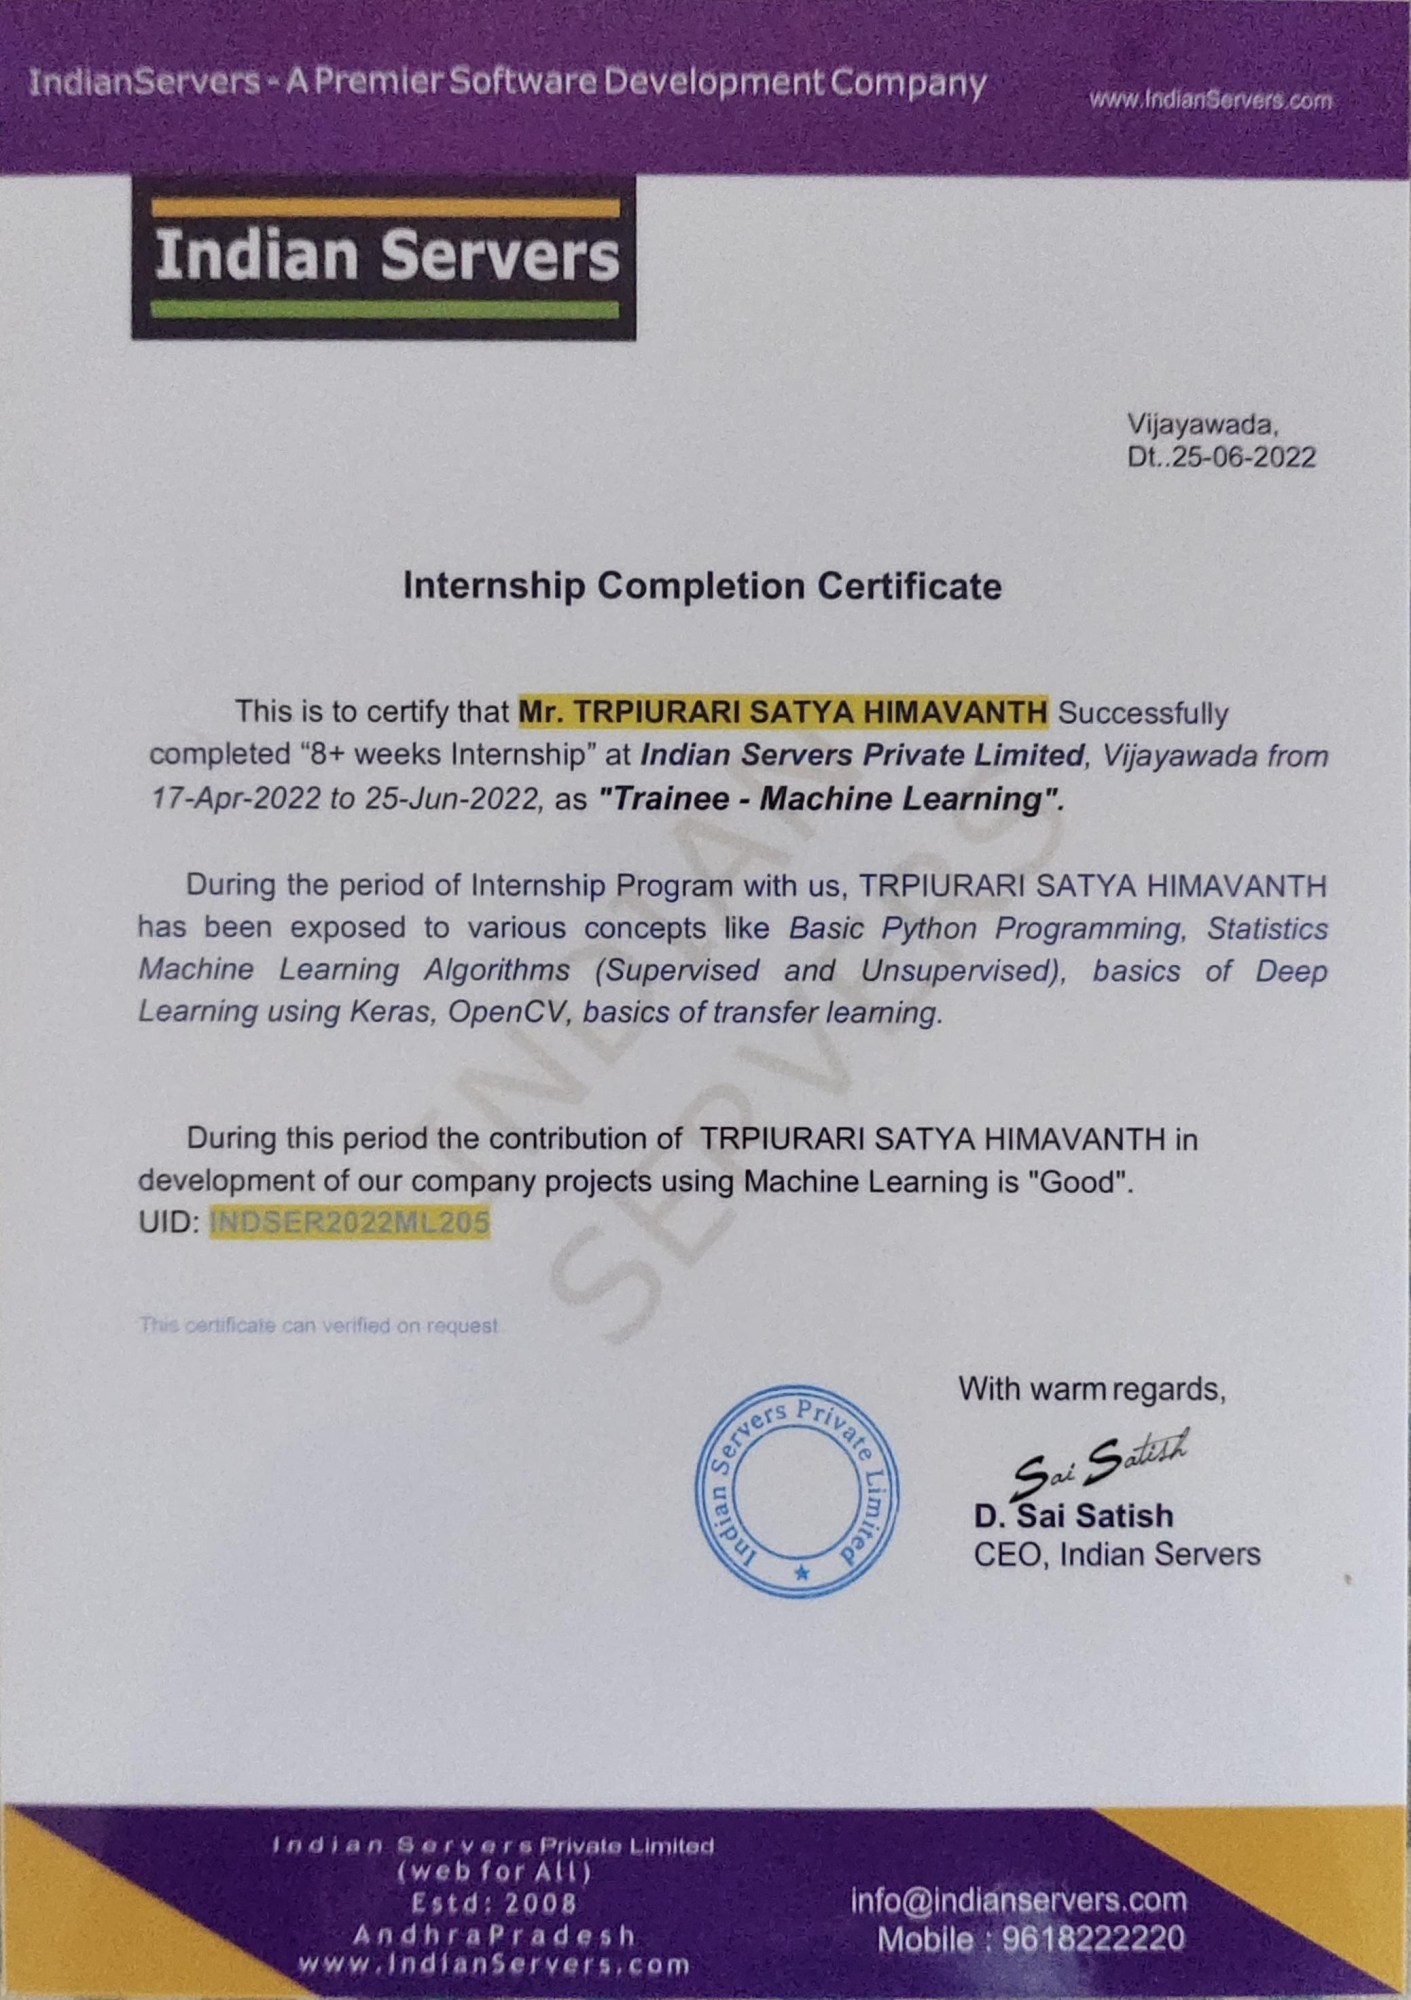 IndianServers - A Premier Software Development Company
www.IndianServers.com
Indian Servers
Vijayawada,
Dt..25-06-2022
Internship Completion Certificate
This is to certify that Mr. TRPIURARI SATYA HIMAVANTH Successfully
completed “8+ weeks Internship” at Indian Servers Private Limited, Vijayawada from
17-Apr-2022 to 25-Jun-2022, as "Trainee - Machine Learning".
During the period of Internship Program with us, TRPIURARI SATYA HIMAVANTH
has been exposed to various concepts like Basic Python Programming, Statistics
Machine Learning Algorithms (Supervised and Unsupervised), basics of Deep
Learning using Keras, OpenCV, basics of transfer learning.
During this period the contribution of TRPIURARI SATYA HIMAVANTH in
development of our company projects using Machine Learning is "Good".
UID: INDSER2022ML205
INDIAN
SERVERS
This certificate can verified on request
With warm regards,
Indian Servers Private Limited
Sai Satish
D. Sai Satish
CEO, Indian Servers
Indian Servers Private Limited
(web for All)
Estd: 2008
AndhraPradesh
www.IndianServers.com
info@indianservers.com
Mobile : 9618222220